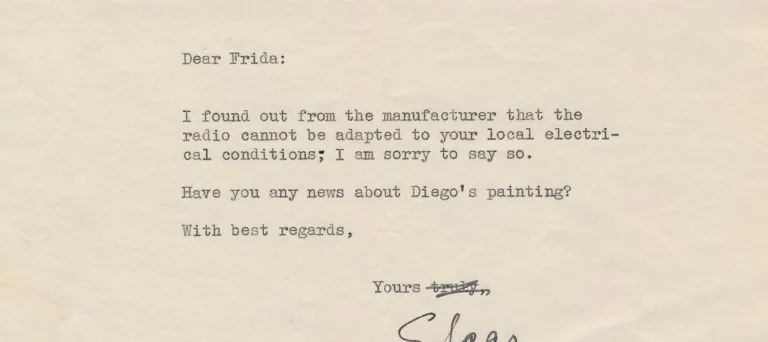 Dear Frida:
I found out from the manufacturer that the
radio cannot be adapted to your local electri-
cal conditions; I am sorry to say so.
Have you any news about Diego's painting?
With best regards,
Yours truly,,